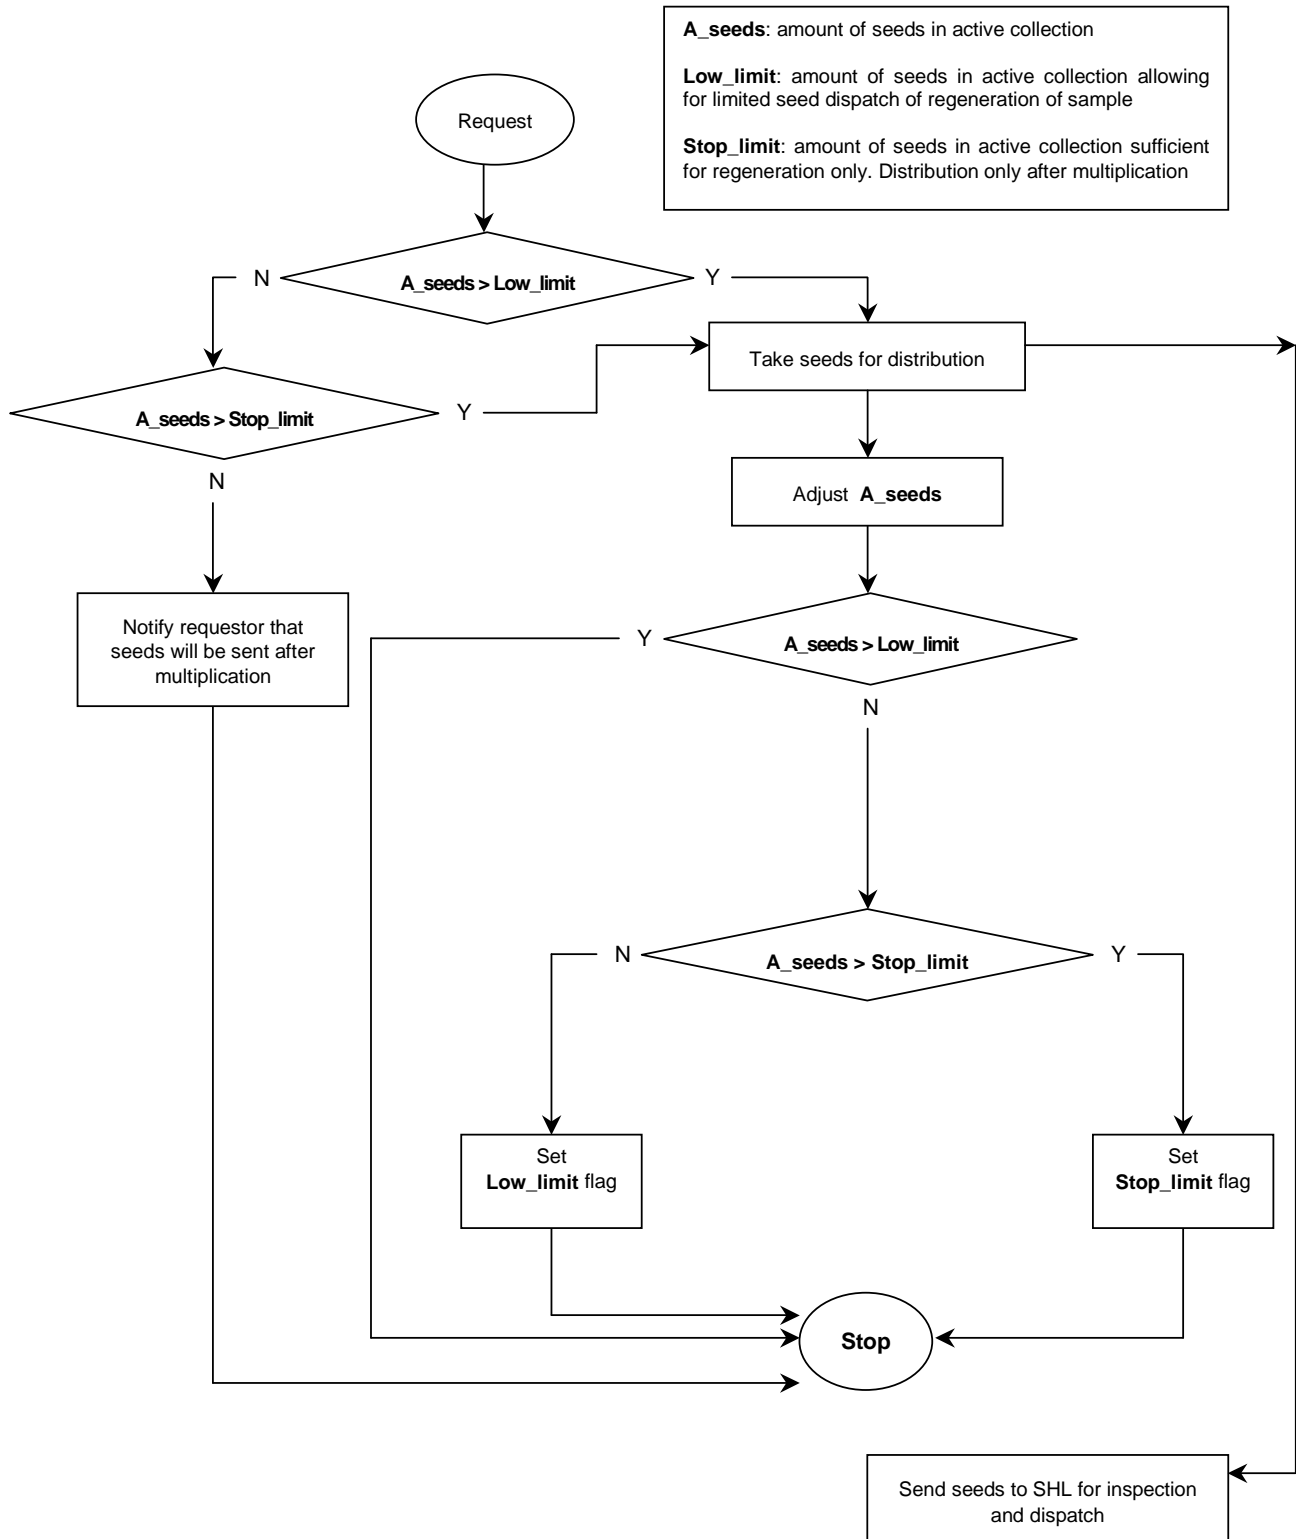 A_seeds: amount of seeds in active collection
Low_limit: amount of seeds in active collection allowing
for limited seed dispatch of regeneration of sample
Stop_limit: amount of seeds in active collection sufficient
for regeneration only. Distribution only after multiplication
Request
N
A_seeds > Low_limit
Y
Take seeds for distribution
A_seeds > Stop_limit
Y
N
Adjust A_seeds
Notify requestor that
seeds will be sent after
multiplication
Y
A_seeds > Low_limit
N
N
A_seeds > Stop_limit
Y
Set
Low_limit flag
Set
Stop_limit flag
Stop
Send seeds to SHL for inspection
and dispatch